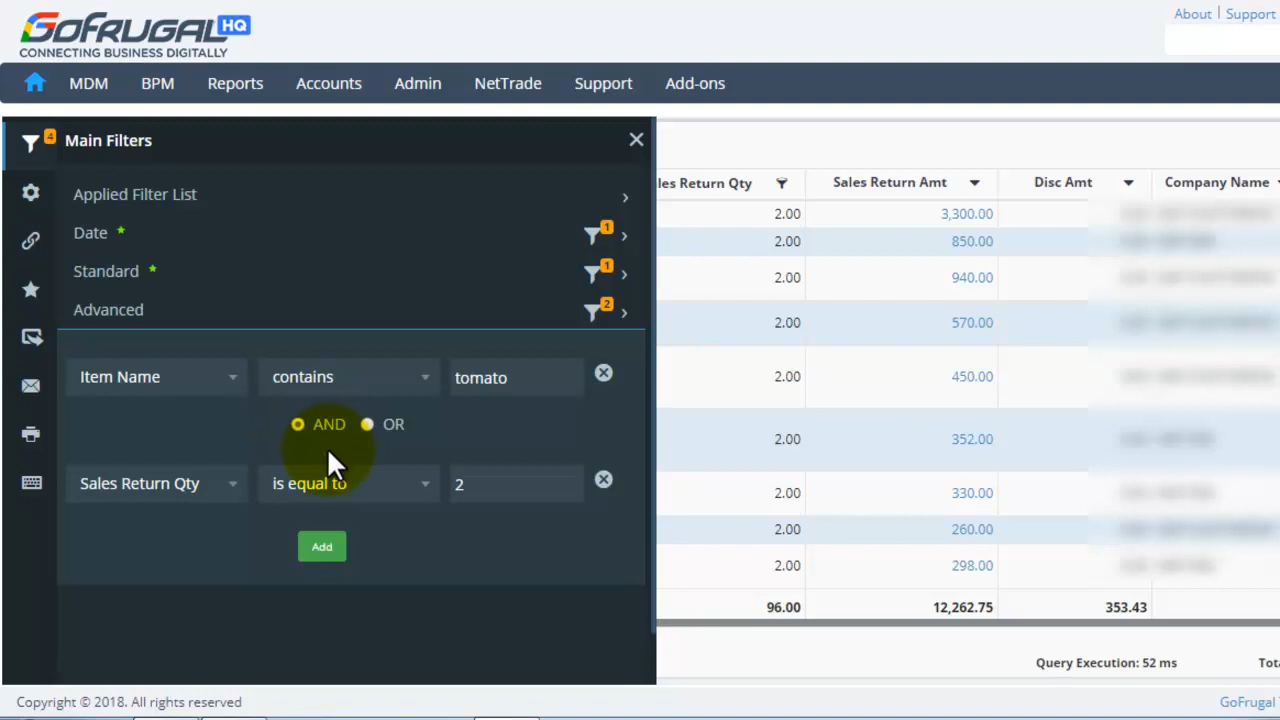 GOFRUGAL HQ
CONNECTING BUSINESS DIGITALLY
About | Support
MDM BPM Reports Accounts Admin NetTrade Support Add-ons
4 Main Filters
Applied Filter List
Date * 1
Standard * 1
Advanced 2
Item Name contains tomato
AND OR
Sales Return Qty is equal to 2
Add
les Return Qty Sales Return Amt Disc Amt Company Name
2.00 3,300.00
2.00 850.00
2.00 940.00
2.00 570.00
2.00 450.00
2.00 352.00
2.00 330.00
2.00 260.00
2.00 298.00
96.00 12,262.75 353.43
Query Execution: 52 ms Tota
Copyright © 2018. All rights reserved
GoFrugal